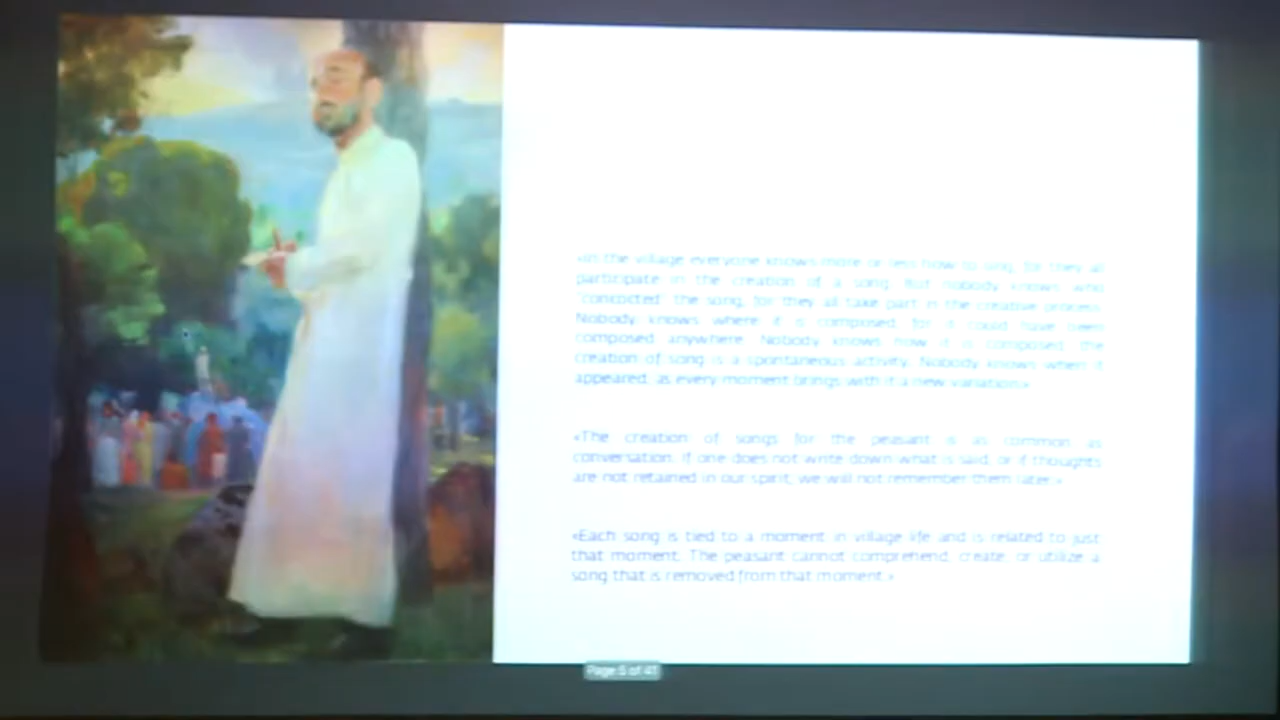 «In the village everyone knows more or less how to sing, for they all
participate in the creation of a song. But nobody knows who
"concocted" the song, for they all take part in the creative process.
Nobody knows where it is composed, for it could have been
composed anywhere. Nobody knows how it is composed, the
creation of song is a spontaneous activity. Nobody knows when it
appeared, as every moment brings with it a new variation.»
«The creation of songs for the peasant is as common as
conversation. If one does not write down what is said, or if thoughts
are not retained in our spirit, we will not remember them later.»
«Each song is tied to a moment in village life and is related to just
that moment. The peasant cannot comprehend, create, or utilize a
song that is removed from that moment.»
Page 5 of 41